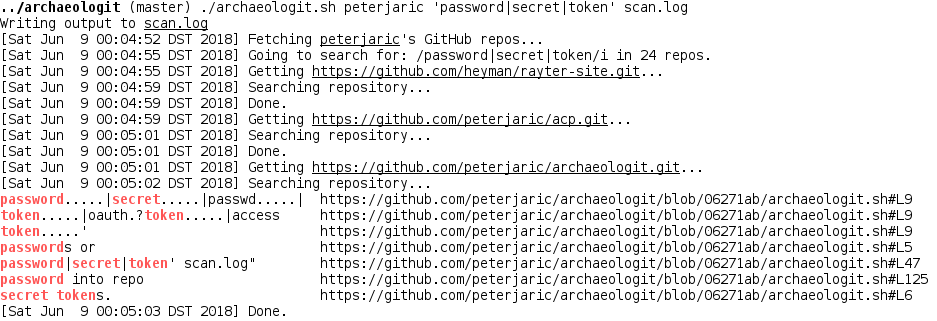 ../archaeologit (master) ./archaeologit.sh peterjaric 'password|secret|token' scan.log
Writing output to scan.log
[Sat Jun  9 00:04:52 DST 2018] Fetching peterjaric's GitHub repos...
[Sat Jun  9 00:04:55 DST 2018] Going to search for: /password|secret|token/i in 24 repos.
[Sat Jun  9 00:04:55 DST 2018] Getting https://github.com/heyman/rayter-site.git...
[Sat Jun  9 00:04:59 DST 2018] Searching repository...
[Sat Jun  9 00:04:59 DST 2018] Done.
[Sat Jun  9 00:04:59 DST 2018] Getting https://github.com/peterjaric/acp.git...
[Sat Jun  9 00:05:01 DST 2018] Searching repository...
[Sat Jun  9 00:05:01 DST 2018] Done.
[Sat Jun  9 00:05:01 DST 2018] Getting https://github.com/peterjaric/archaeologit.git...
[Sat Jun  9 00:05:02 DST 2018] Searching repository...
password.....|secret.....|passwd.....|  https://github.com/peterjaric/archaeologit/blob/06271ab/archaeologit.sh#L9
token.....|oauth.?token.....|access     https://github.com/peterjaric/archaeologit/blob/06271ab/archaeologit.sh#L9
token.....'                             https://github.com/peterjaric/archaeologit/blob/06271ab/archaeologit.sh#L9
passwords or                            https://github.com/peterjaric/archaeologit/blob/06271ab/archaeologit.sh#L5
password|secret|token' scan.log"        https://github.com/peterjaric/archaeologit/blob/06271ab/archaeologit.sh#L47
password into repo                      https://github.com/peterjaric/archaeologit/blob/06271ab/archaeologit.sh#L125
secret tokens.                          https://github.com/peterjaric/archaeologit/blob/06271ab/archaeologit.sh#L6
[Sat Jun  9 00:05:03 DST 2018] Done.